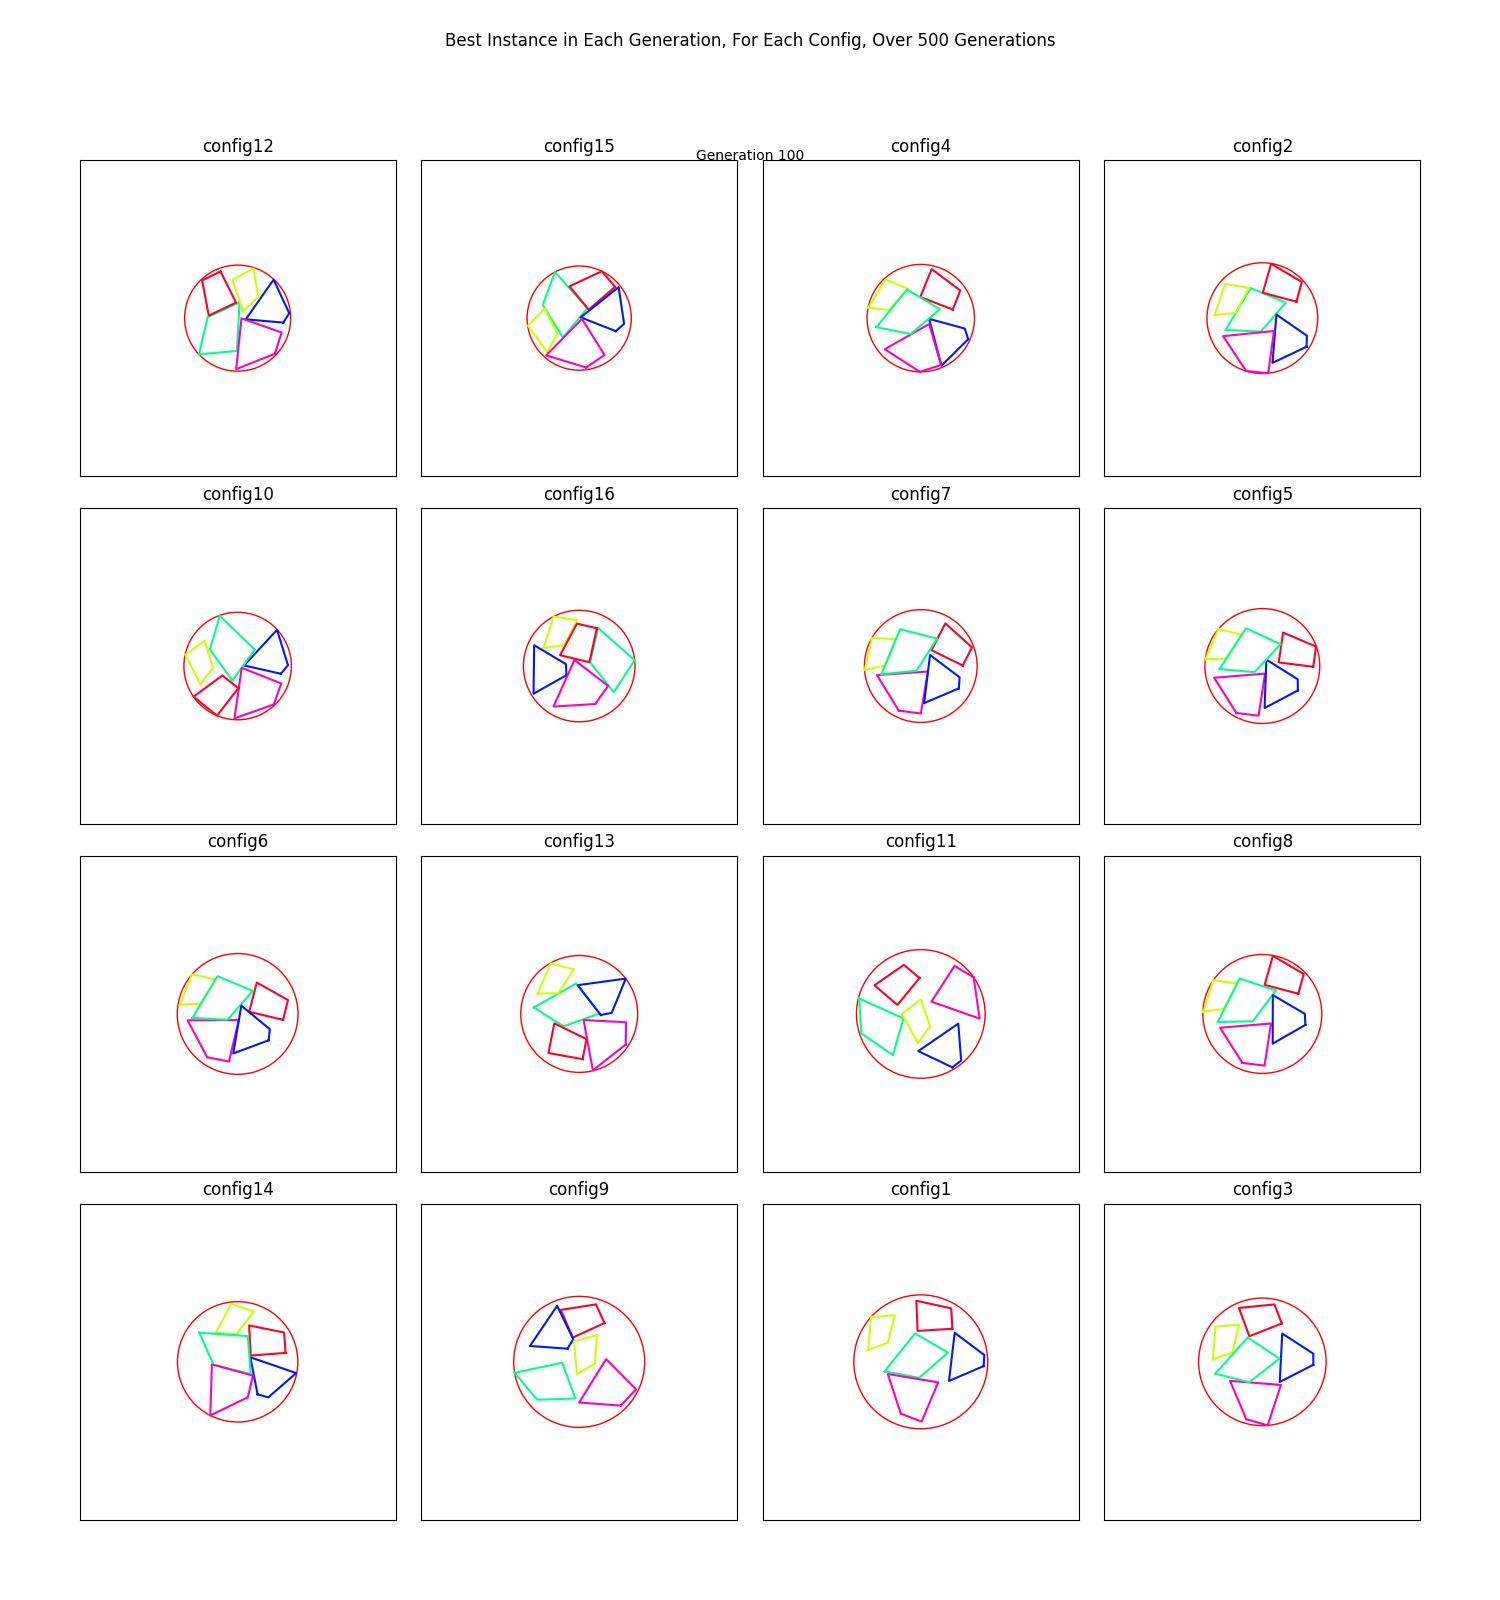 Best Instance in Each Generation, For Each Config, Over 500 Generations
Generation 100
config12
config15
config4
config2
config10
config16
config7
config5
config6
config13
config11
config8
config14
config9
config1
config3